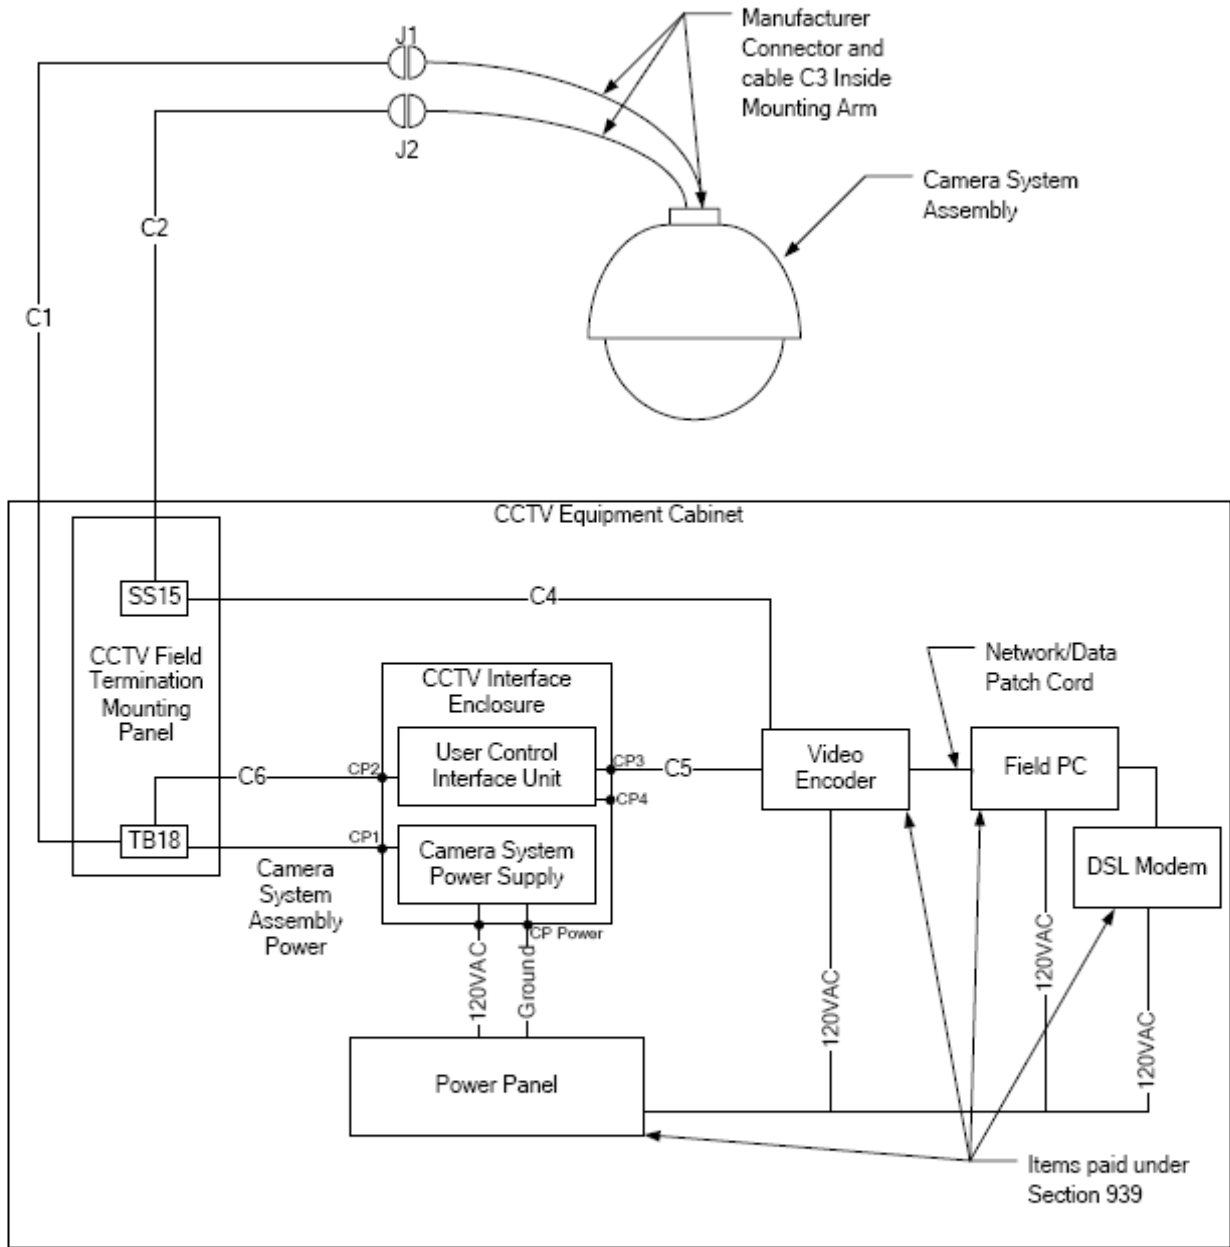 J1
J2
Manufacturer
Connector and
cable C3 Inside
Mounting Arm
Camera System
Assembly
C2
C1
CCTV Equipment Cabinet
SS15
C4
CCTV Field
Termination
Mounting
Panel
CCTV Interface
Enclosure
Network/Data
Patch Cord
User Control
Interface Unit
Video
Encoder
Field PC
C6
CP2
CP3
C5
CP4
TB18
CP1
Camera System
Power Supply
DSL Modem
Camera
System
Assembly
Power
CP Power
120VAC
Ground
120VAC
120VAC
120VAC
Power Panel
Items paid under
Section 939